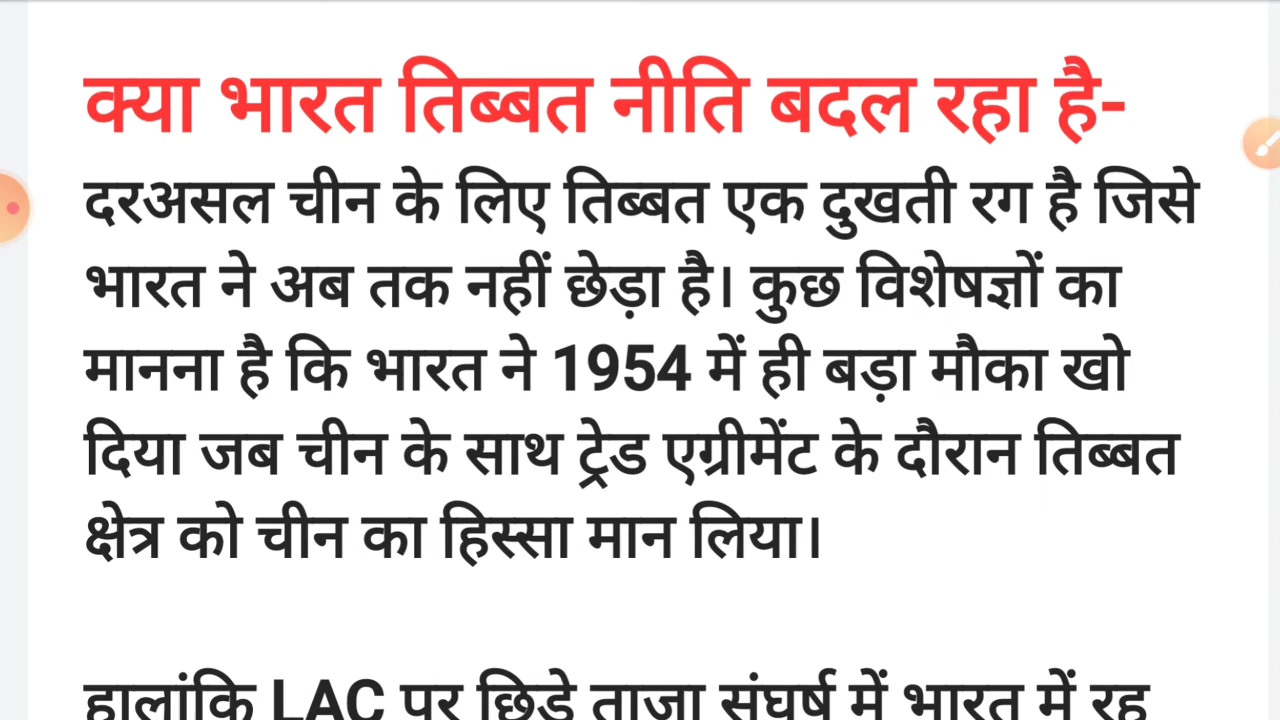 क्या भारत तिब्बत नीति बदल रहा है-
दरअसल चीन के लिए तिब्बत एक दुखती रग है जिसे
भारत ने अब तक नहीं छेड़ा है। कुछ विशेषज्ञों का
मानना है कि भारत ने 1954 में ही बड़ा मौका खो
दिया जब चीन के साथ ट्रेड एग्रीमेंट के दौरान तिब्बत
क्षेत्र को चीन का हिस्सा मान लिया।
हालांकि LAC पर छिड़े ताजा संघर्ष में भारत में रह